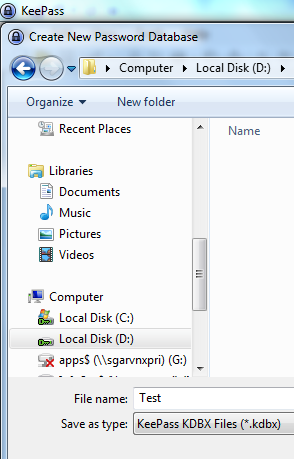 KeePass
Create New Password Database
Computer Local Disk (D:)
Organize New folder
Recent Places
Name
Libraries
Documents
Music
Pictures
Videos
Computer
Local Disk (C:)
Local Disk (D:)
apps$ (\\sgarvnxpri) (G:)
File name: Test
Save as type: KeePass KDBX Files (*.kdbx)